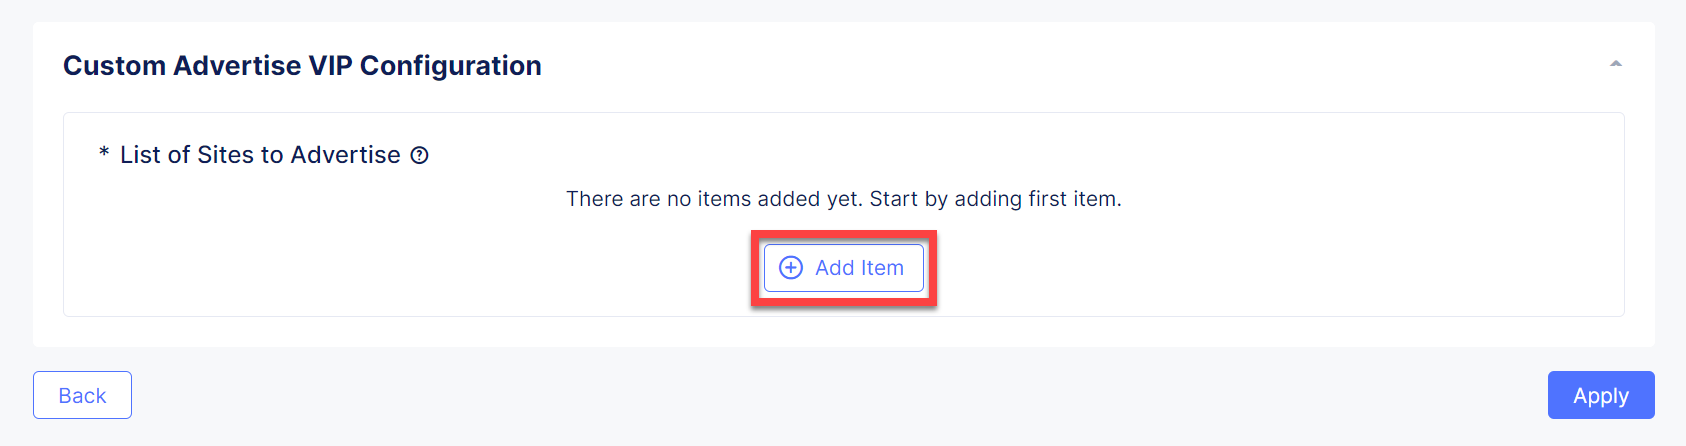 Custom Advertise VIP Configuration
* List of Sites to Advertise ?
There are no items added yet. Start by adding first item.
Add Item
Back
Apply